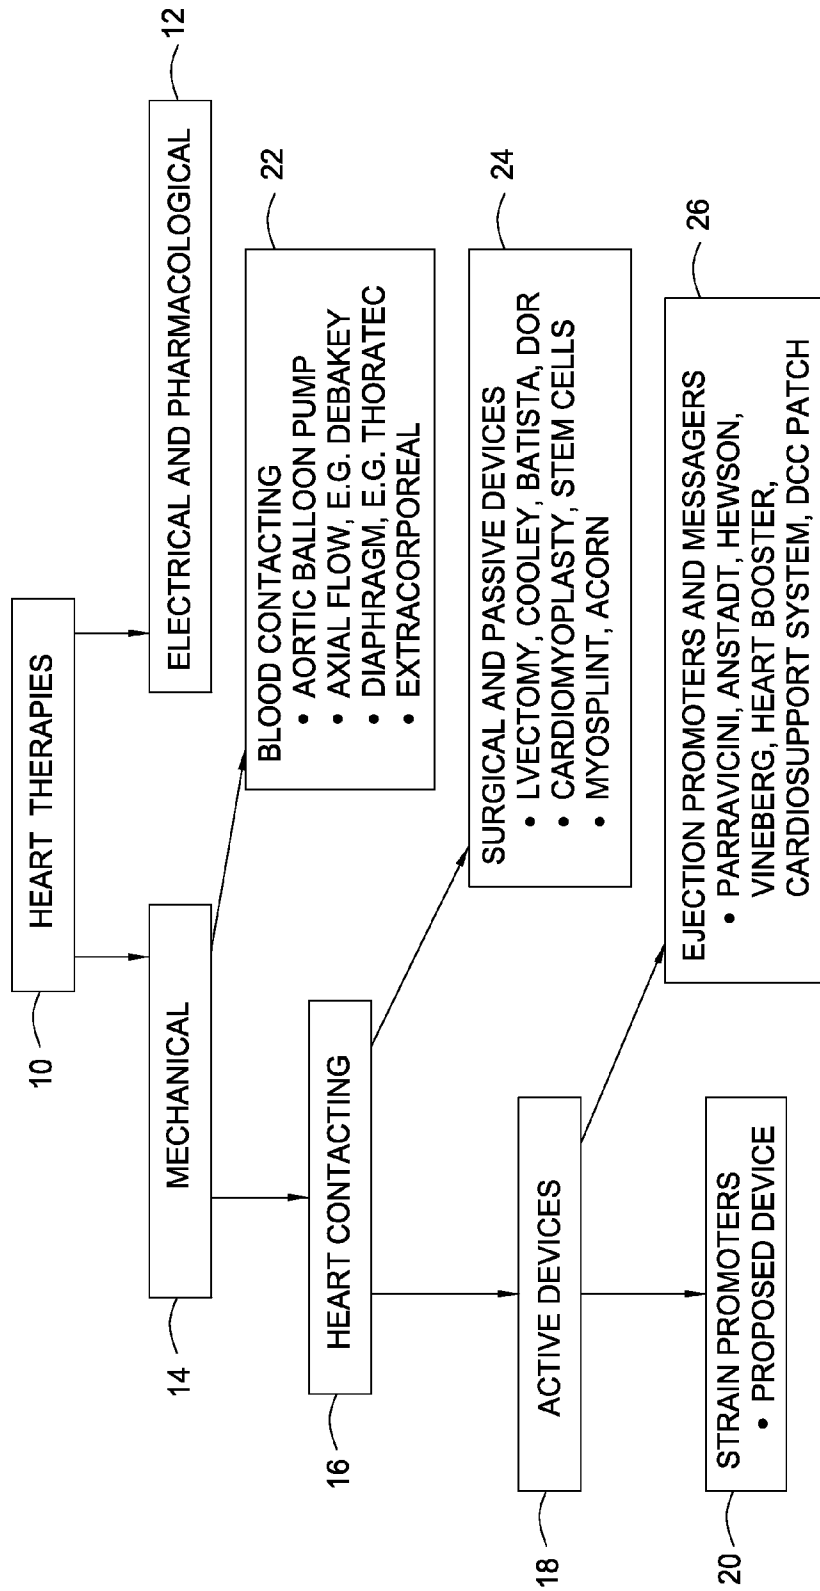 10
HEART THERAPIES
ELECTRICAL AND PHARMACOLOGICAL
12
14
MECHANICAL
BLOOD CONTACTING
• AORTIC BALLOON PUMP
• AXIAL FLOW, E.G. DEBAKEY
• DIAPHRAGM, E.G. THORATEC
• EXTRACORPOREAL
22
16
HEART CONTACTING
SURGICAL AND PASSIVE DEVICES
• LVECTOMY, COOLEY, BATISTA, DOR
• CARDIOMYOPLASTY, STEM CELLS
• MYOSPLINT, ACORN
24
18
ACTIVE DEVICES
EJECTION PROMOTERS AND MESSAGERS
• PARRAVICINI, ANSTADT, HEWSON,
VINEBERG, HEART BOOSTER,
CARDIOSUPPORT SYSTEM, DCC PATCH
26
20
STRAIN PROMOTERS
• PROPOSED DEVICE